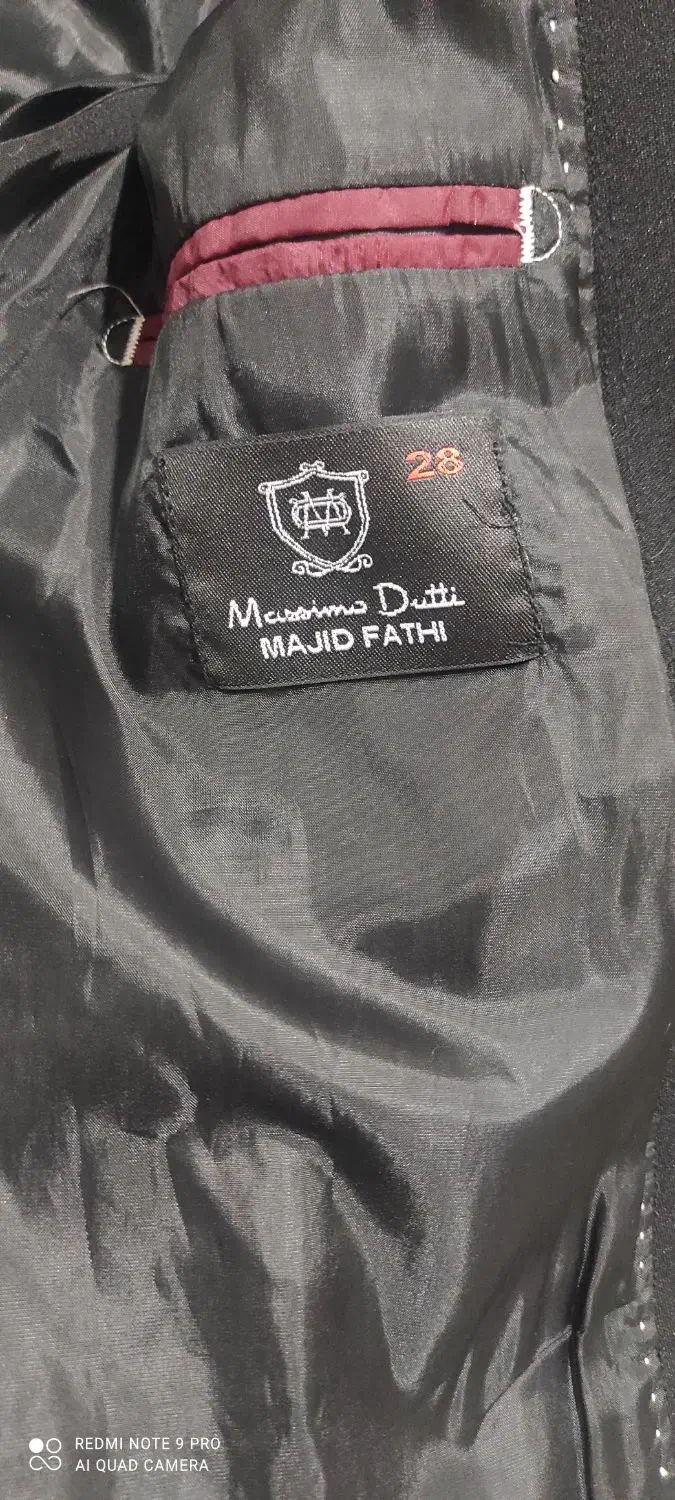 28
Massimo Dutti
MAJID FATHI
REDMI NOTE 9 PRO
AI QUAD CAMERA